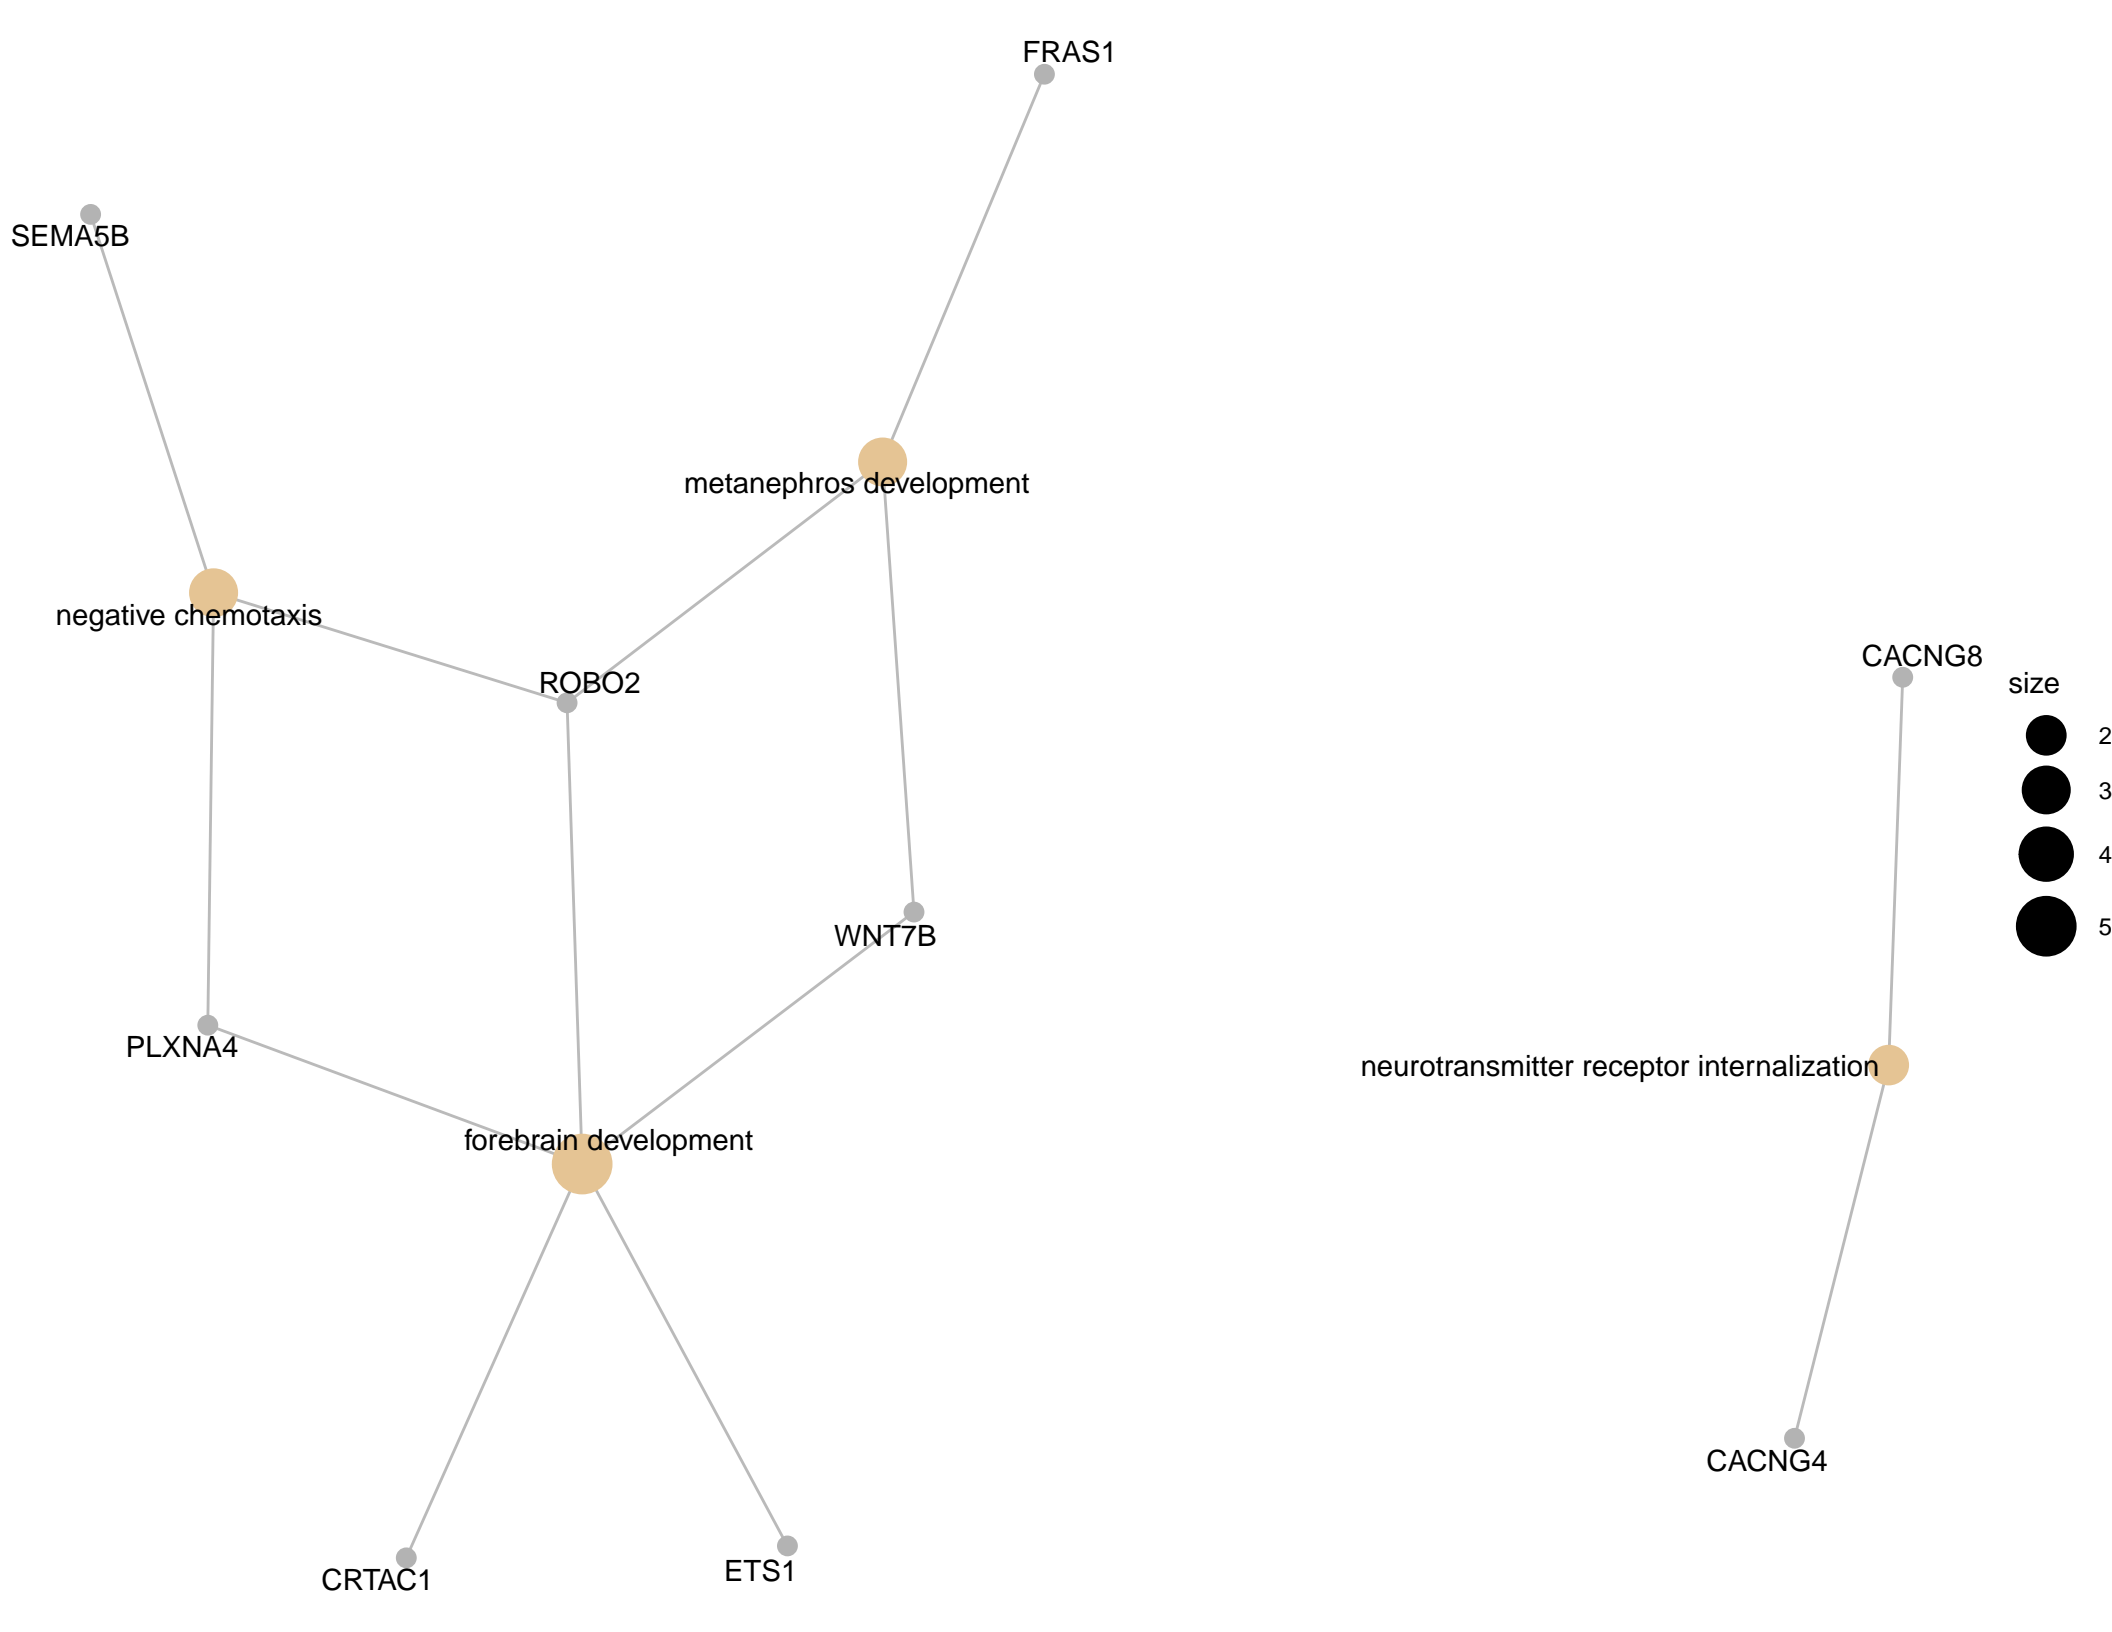 FRAS1
SEMA5B
metanephros development
negative chemotaxis
ROBO2
CACNG8
size
2
3
4
5
WNT7B
PLXNA4
neurotransmitter receptor internalization
forebrain development
CACNG4
ETS1
CRTAC1